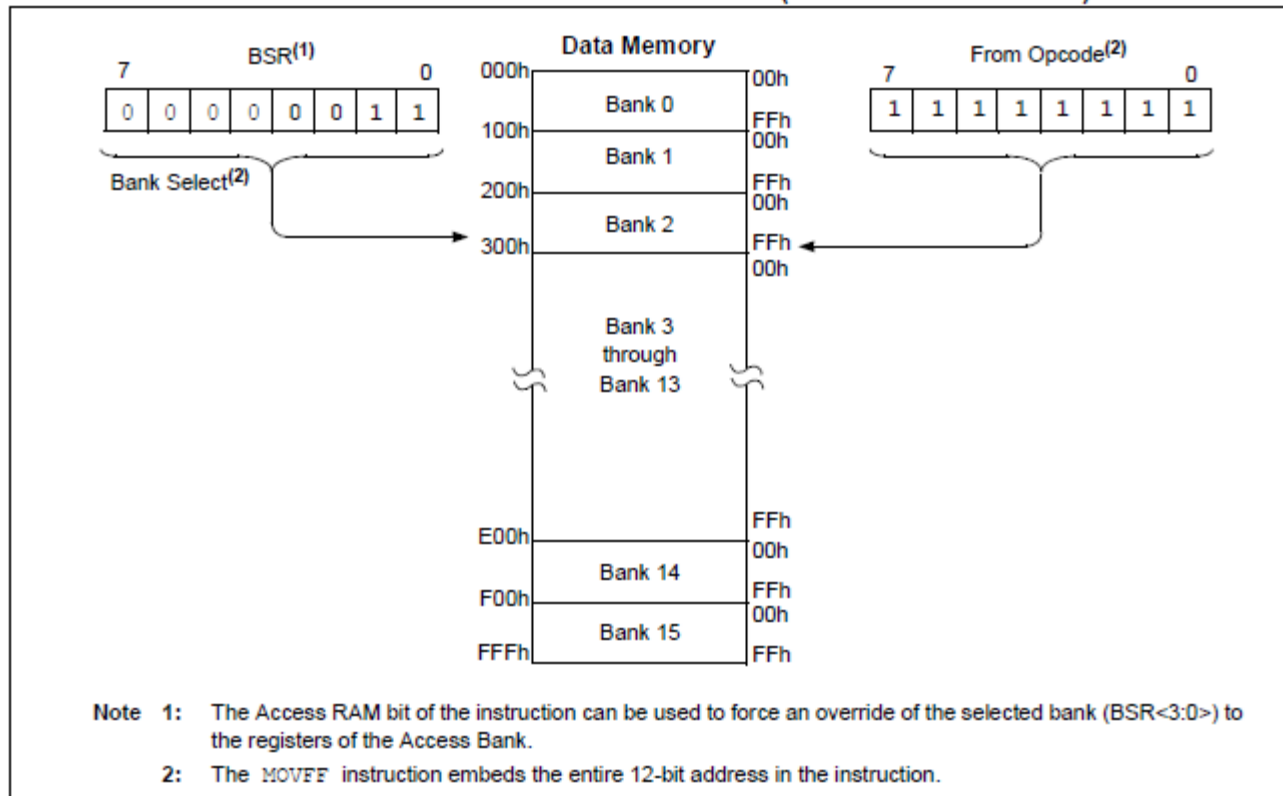 Data Memory
BSR(1)
7 0
0 0 0 0 0 0 1 1
Bank Select(2)
From Opcode(2)
7 0
1 1 1 1 1 1 1 1
000h
Bank 0
00h
FFh
100h
Bank 1
00h
FFh
200h
Bank 2
00h
FFh
300h
00h
Bank 3
through
Bank 13
FFh
E00h
Bank 14
00h
FFh
F00h
Bank 15
00h
FFFh
FFh
Note 1: The Access RAM bit of the instruction can be used to force an override of the selected bank (BSR<3:0>) to
the registers of the Access Bank.
2: The MOVFF instruction embeds the entire 12-bit address in the instruction.